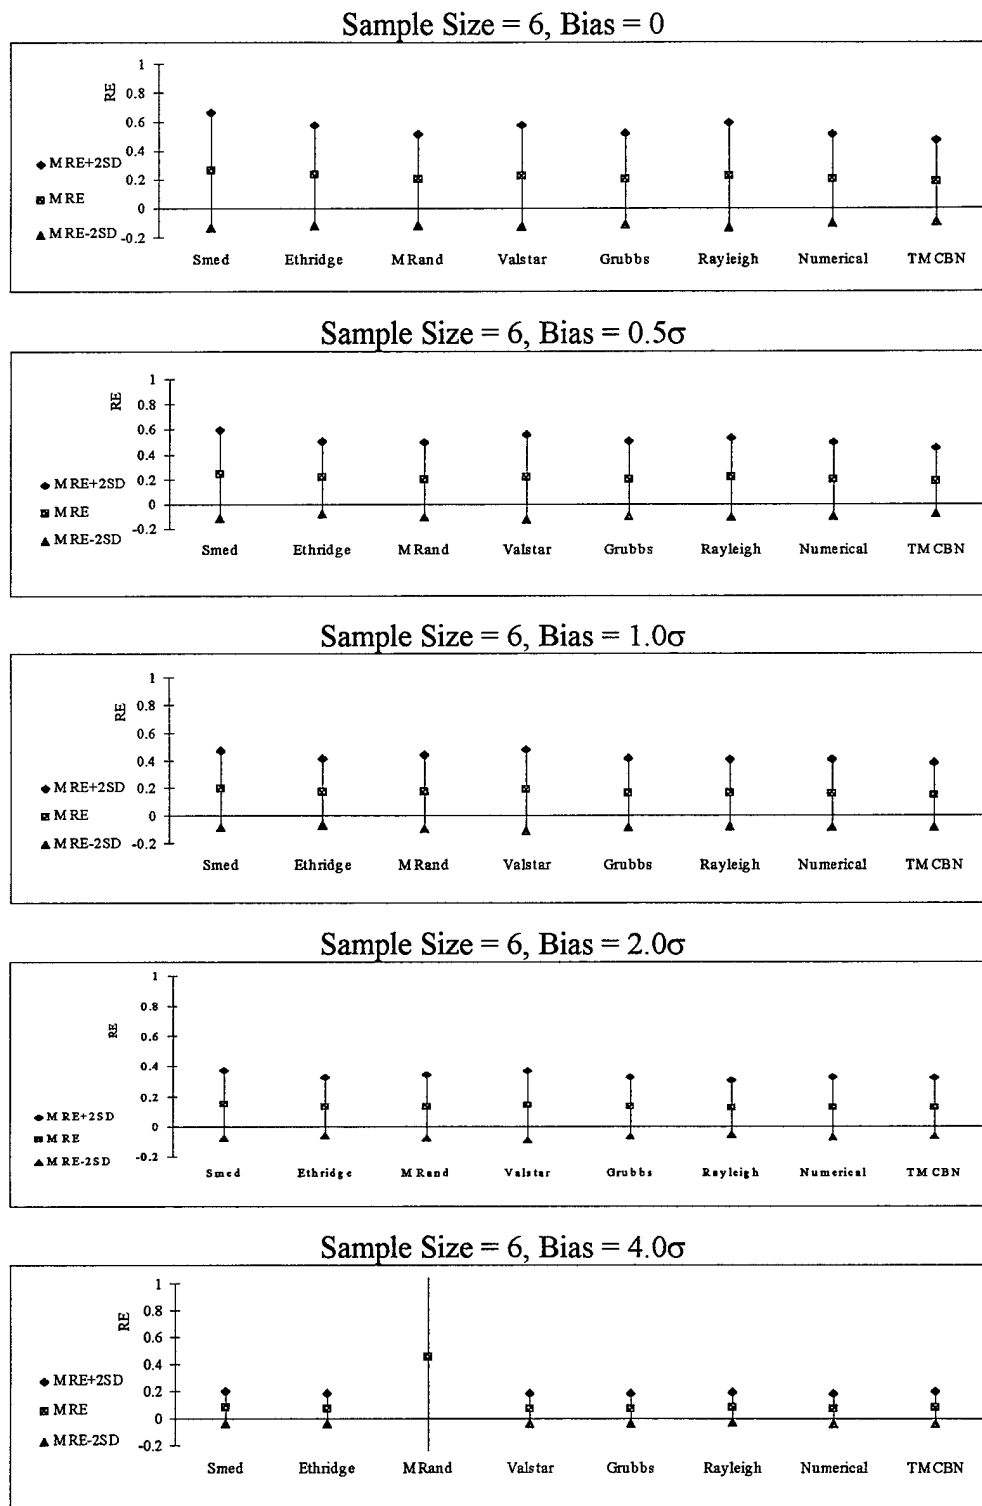 Sample Size = 6, Bias = 0
1
RE
0.8
0.6
0.4
MRE+2SD
0.2
MRE
0
MRE-2SD
-0.2
Smed Ethridge MRand Valstar Grubbs Rayleigh Numerical TMCBN
Sample Size = 6, Bias = 0.5σ
1
RE
0.8
0.6
0.4
MRE+2SD
0.2
MRE
0
MRE-2SD
-0.2
Smed Ethridge MRand Valstar Grubbs Rayleigh Numerical TMCBN
Sample Size = 6, Bias = 1.0σ
1
RE
0.8
0.6
0.4
MRE+2SD
0.2
MRE
0
MRE-2SD
-0.2
Smed Ethridge MRand Valstar Grubbs Rayleigh Numerical TMCBN
Sample Size = 6, Bias = 2.0σ
1
0.8
RE
0.6
0.4
0.2
MRE+2SD
0
MRE
-0.2
MRE-2SD
Smed Ethridge MRand Valstar Grubbs Rayleigh Numerical TMCBN
Sample Size = 6, Bias = 4.0σ
1
RE
0.8
0.6
0.4
MRE+2SD
0.2
MRE
0
MRE-2SD
-0.2
Smed Ethridge MRand Valstar Grubbs Rayleigh Numerical TMCBN